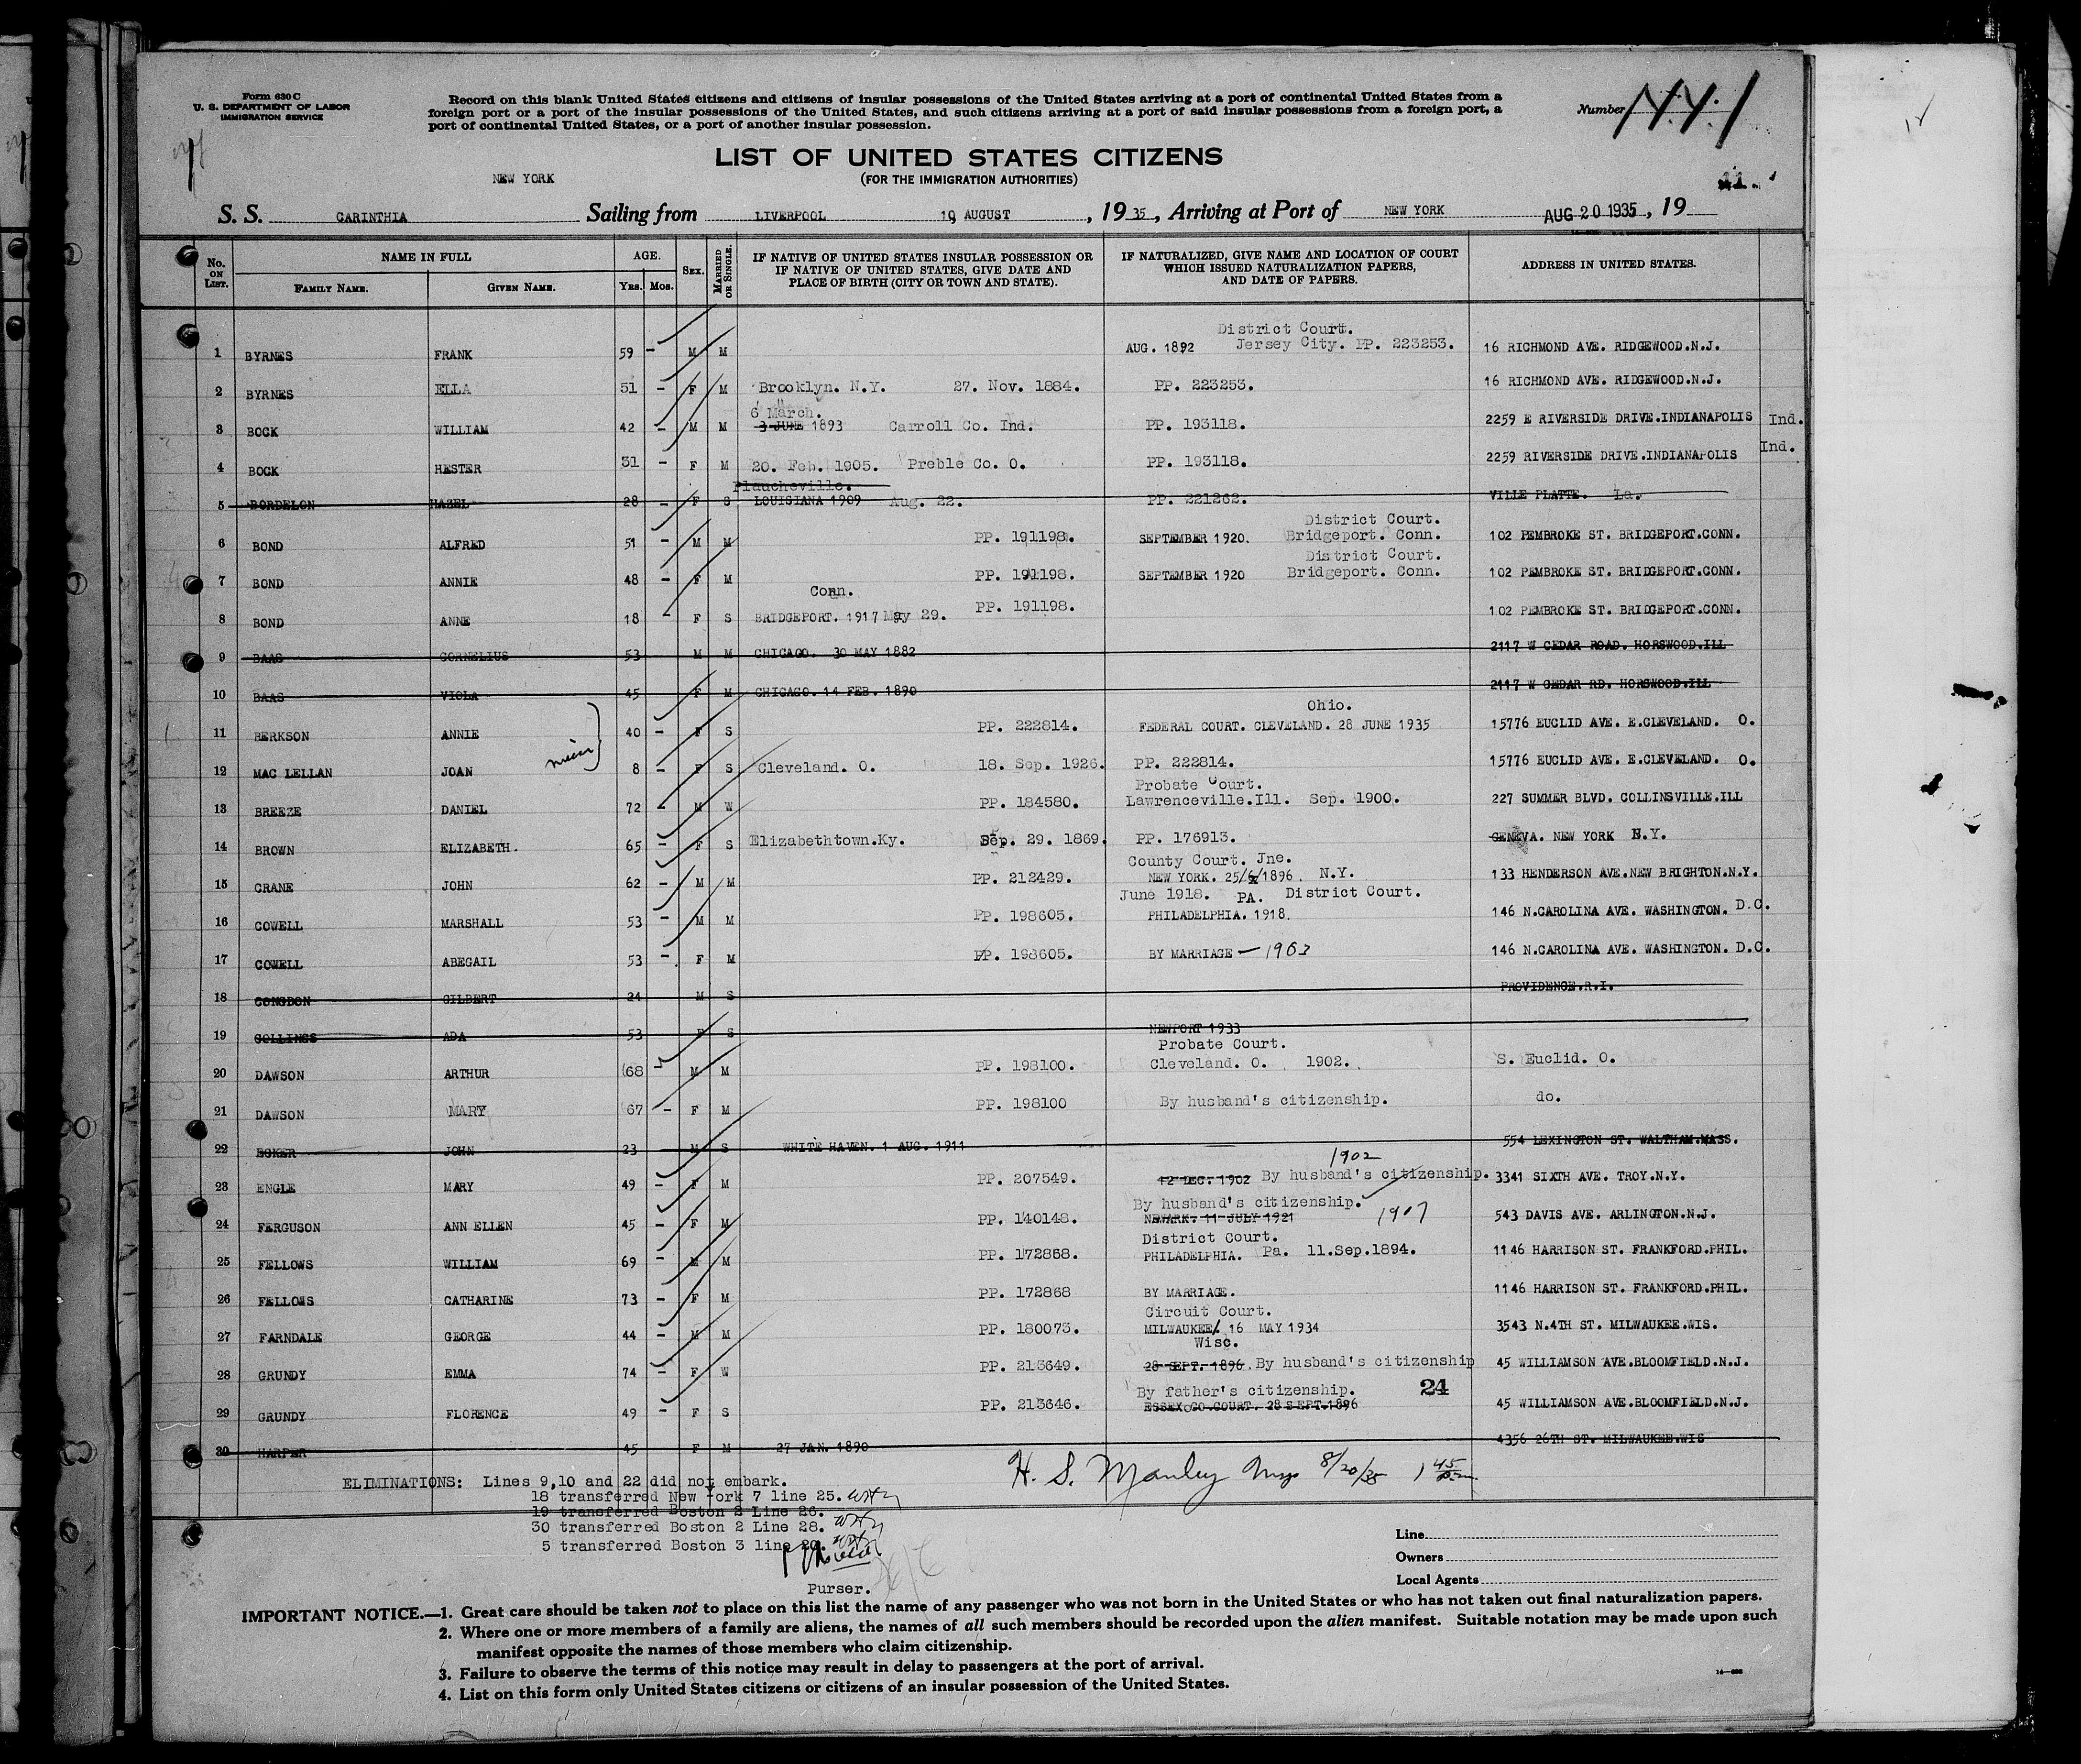 Form 630 C
U. S. DEPARTMENT OF LABOR
IMMIGRATION SERVICE
Record on this blank United States citizens and citizens of insular possessions of the United States arriving at a port of continental United States from a
foreign port or a port of the insular possessions of the United States, and such citizens arriving at a port of said insular possessions from a foreign port, a
port of continental United States, or a port of another insular possession.
Number N.Y.1
LIST OF UNITED STATES CITIZENS
(FOR THE IMMIGRATION AUTHORITIES)
NEW YORK
S. S. CARINTHIA Sailing from LIVERPOOL 10 AUGUST, 19 35, Arriving at Port of NEW YORK AUG 20 1935, 19
No. ON LIST. NAME IN FULL FAMILY NAME. GIVEN NAME. AGE. YRS. MOS. SEX. MARRIED OR SINGLE. IF NATIVE OF UNITED STATES INSULAR POSSESSION OR IF NATIVE OF UNITED STATES, GIVE DATE AND PLACE OF BIRTH (CITY OR TOWN AND STATE). IF NATURALIZED, GIVE NAME AND LOCATION OF COURT WHICH ISSUED NATURALIZATION PAPERS, AND DATE OF PAPERS. ADDRESS IN UNITED STATES.
District Court.
1 BYRNES FRANK 59 - M M AUG. 1892 Jersey City. PP. 223253. 16 RICHMOND AVE. RIDGEWOOD.N.J.
2 BYRNES ELLA 51 - F M Brooklyn. N.Y. 27. Nov. 1884. PP. 223253. 16 RICHMOND AVE. RIDGEWOOD.N.J.
6 March.
3 BOCK WILLIAM 42 - M M 3 JUNE 1893 Carroll Co. Ind. PP. 193118. 2259 E RIVERSIDE DRIVE.INDIANAPOLIS Ind.
4 BOCK HESTER 31 - F M 20. Feb. 1905. Preble Co. O. PP. 193118. 2259 RIVERSIDE DRIVE.INDIANAPOLIS Ind.
Plaucheville.
5 BORDELON HAZEL 28 - F S LOUISIANA 1909 Aug. 22. PP. 221262. VILLE PLATTE. La.
District Court.
6 BOND ALFRED 51 - M M PP. 191198. SEPTEMBER 1920. Bridgeport. Conn. 102 PEMBROKE ST. BRIDGEPORT.CONN.
District Court.
7 BOND ANNIE 48 - F M PP. 191198. SEPTEMBER 1920 Bridgeport. Conn. 102 PEMBROKE ST. BRIDGEPORT.CONN.
Conn.
8 BOND ANNE 18 - F S BRIDGEPORT. 1917 May 29. PP. 191198. 102 PEMBROKE ST. BRIDGEPORT.CONN.
9 BAAS CORNELIUS 53 M M CHICAGO. 30 MAY 1882 2117 W CEDAR ROAD. HORSWOOD.ILL
10 BAAS VIOLA 45 F M CHICAGO. 14 FEB. 1890 2117 W CEDAR RD. HORSWOOD.ILL
Ohio.
11 BERKSON ANNIE 40 - F S PP. 222814. FEDERAL COURT. CLEVELAND. 28 JUNE 1935 15776 EUCLID AVE. E.CLEVELAND. O.
12 MAC LELLAN JOAN niece 8 - F S Cleveland. O. 18. Sep. 1926. PP. 222814. 15776 EUCLID AVE. E.CLEVELAND. O.
Probate Court.
13 BREEZE DANIEL 72 - M W PP. 184580. Lawrenceville.Ill. Sep. 1900. 227 SUMMER BLVD. COLLINSVILLE.ILL
14 BROWN ELIZABETH. 65 - F S Elizabethtown.Ky. Sep. 29. 1869. PP. 176913. GENEVA. NEW YORK N.Y.
County Court. Jne.
15 CRANE JOHN 62 - M M PP. 212429. NEW YORK. 25/6/1896. N.Y. 133 HENDERSON AVE.NEW BRIGHTON.N.Y.
June 1918. PA. District Court.
16 COWELL MARSHALL 53 - M M PP. 198605. PHILADELPHIA. 1918. 146 N.CAROLINA AVE. WASHINGTON. D.C.
17 COWELL ABEGAIL 53 - F M PP. 198605. BY MARRIAGE - 1903 146 N.CAROLINA AVE. WASHINGTON. D.C.
18 CONGDON GILBERT 24 M S PROVIDENCE.R.I.
19 COLLINGS ADA 53 F S NEWPORT 1933
Probate Court.
20 DAWSON ARTHUR 68 - M M PP. 198100. Cleveland. O. 1902. S. Euclid. O.
21 DAWSON MARY 67 - F M PP. 198100 By husband's citizenship. do.
22 ECKER JOHN 23 M S WHITE HAVEN. 1 AUG. 1911 554 LEXINGTON ST. WALTHAM.MASS.
1902
23 ENGLE MARY 49 - F M PP. 207549. 12 DEC. 1902 By husband's citizenship. 3341 SIXTH AVE. TROY.N.Y.
By husband's citizenship.
24 FERGUSON ANN ELLEN 45 - F M PP. 140148. NEWARK. 11 JULY 1921 1907 543 DAVIS AVE. ARLINGTON.N.J.
District Court.
25 FELLOWS WILLIAM 69 - M M PP. 172868. PHILADELPHIA. Pa. 11.Sep.1894. 1146 HARRISON ST. FRANKFORD.PHIL.
26 FELLOWS CATHARINE 73 - F M PP. 172868 BY MARRIAGE. 1146 HARRISON ST. FRANKFORD.PHIL.
Circuit Court.
27 FARNDALE GEORGE 44 - M M PP. 180073. MILWAUKEE. 16 MAY 1934 3543 N.4TH ST. MILWAUKEE.WIS.
Wisc.
28 GRUNDY EMMA 74 - F W PP. 213649. 28 SEPT. 1896. By husband's citizenship 45 WILLIAMSON AVE.BLOOMFIELD.N.J.
By father's citizenship. 24
29 GRUNDY FLORENCE 49 - F S PP. 213646. ESSEX CO.COURT. 28 SEPT.1896 45 WILLIAMSON AVE.BLOOMFIELD.N.J.
30 HARPER 45 F M 27 JAN. 1890 4356 26TH ST. MILWAUKEE.WIS
H. S. Manley Insp 8/20/35 1 45 p.m.
ELIMINATIONS: Lines 9,10 and 22 did not embark.
18 transferred New York 7 line 25.
19 transferred Boston 2 Line 26.
30 transferred Boston 2 Line 28.
5 transferred Boston 3 line 20.
Purser.
Line
Owners
Local Agents
IMPORTANT NOTICE.—1. Great care should be taken not to place on this list the name of any passenger who was not born in the United States or who has not taken out final naturalization papers.
2. Where one or more members of a family are aliens, the names of all such members should be recorded upon the alien manifest. Suitable notation may be made upon such
manifest opposite the names of those members who claim citizenship.
3. Failure to observe the terms of this notice may result in delay to passengers at the port of arrival.
4. List on this form only United States citizens or citizens of an insular possession of the United States.